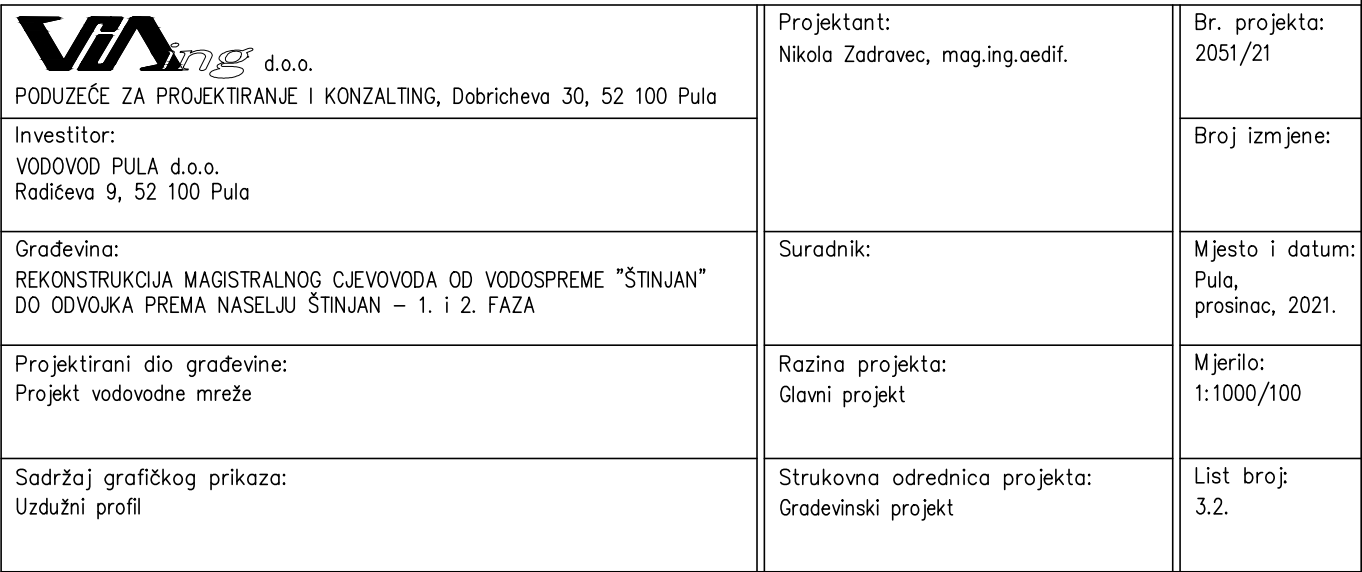 VIAing d.o.o.
PODUZEĆE ZA PROJEKTIRANJE I KONZALTING, Dobricheva 30, 52 100 Pula
Investitor:
VODOVOD PULA d.o.o.
Radićeva 9, 52 100 Pula
Građevina:
REKONSTRUKCIJA MAGISTRALNOG CJEVOVODA OD VODOSPREME "ŠTINJAN"
DO ODVOJKA PREMA NASELJU ŠTINJAN – 1. i 2. FAZA
Projektirani dio građevine:
Projekt vodovodne mreže
Sadržaj grafičkog prikaza:
Uzdužni profil
Projektant:
Nikola Zadravec, mag.ing.aedif.
Suradnik:
Razina projekta:
Glavni projekt
Strukovna odrednica projekta:
Gradevinski projekt
Br. projekta:
2051/21
Broj izmjene:
Mjesto i datum:
Pula,
prosinac, 2021.
Mjerilo:
1:1000/100
List broj:
3.2.